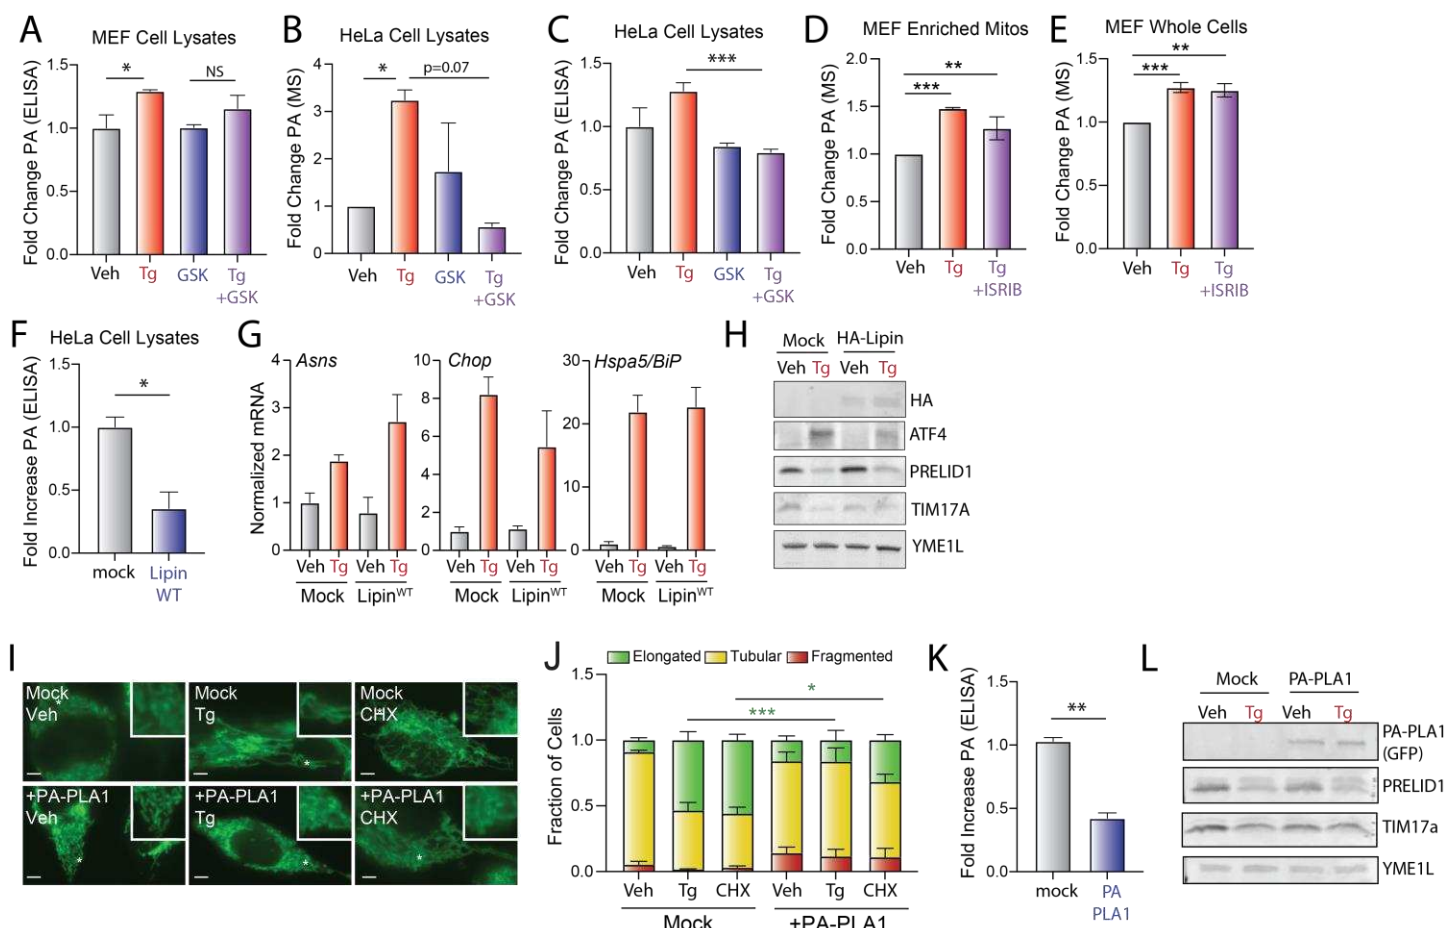 A
MEF Cell Lysates
Fold Change PA (ELISA)
1.5
1.0
0.5
0.0
*
NS
Veh
Tg
GSK
Tg
+GSK
B
HeLa Cell Lysates
Fold Change PA (MS)
4
3
2
1
0
*
p=0.07
Veh
Tg
GSK
Tg
+GSK
C
HeLa Cell Lysates
Fold Change PA (ELISA)
1.5
1.0
0.5
0.0
***
Veh
Tg
GSK
Tg
+GSK
D
MEF Enriched Mitos
Fold Change PA (MS)
2.0
1.5
1.0
0.5
0.0
**
***
Veh
Tg
Tg
+ISRIB
E
MEF Whole Cells
Fold Change PA (MS)
1.5
1.0
0.5
0.0
**
***
Veh
Tg
Tg
+ISRIB
F
HeLa Cell Lysates
Fold Increase PA (ELISA)
1.5
1.0
0.5
0.0
*
mock
Lipin
WT
G
Normalized mRNA
Asns
4
3
2
1
0
Veh Tg Veh Tg
Mock LipinWT
Chop
10
8
6
4
2
0
Veh Tg Veh Tg
Mock LipinWT
Hspa5/BiP
30
20
10
0
Veh Tg Veh Tg
Mock LipinWT
H
Mock HA-Lipin
Veh Tg Veh Tg
HA
ATF4
PRELID1
TIM17A
YME1L
I
Mock
Veh
*
Mock
Tg
*
Mock
CHX
*
+PA-PLA1
Veh
*
+PA-PLA1
Tg
*
+PA-PLA1
CHX
*
J
Elongated Tubular Fragmented
Fraction of Cells
1.5
1.0
0.5
0.0
*
***
Veh Tg CHX Veh Tg CHX
Mock +PA-PLA1
K
Fold Increase PA (ELISA)
1.5
1.0
0.5
0.0
**
mock
PA
PLA1
L
Mock PA-PLA1
Veh Tg Veh Tg
PA-PLA1
(GFP)
PRELID1
TIM17a
YME1L